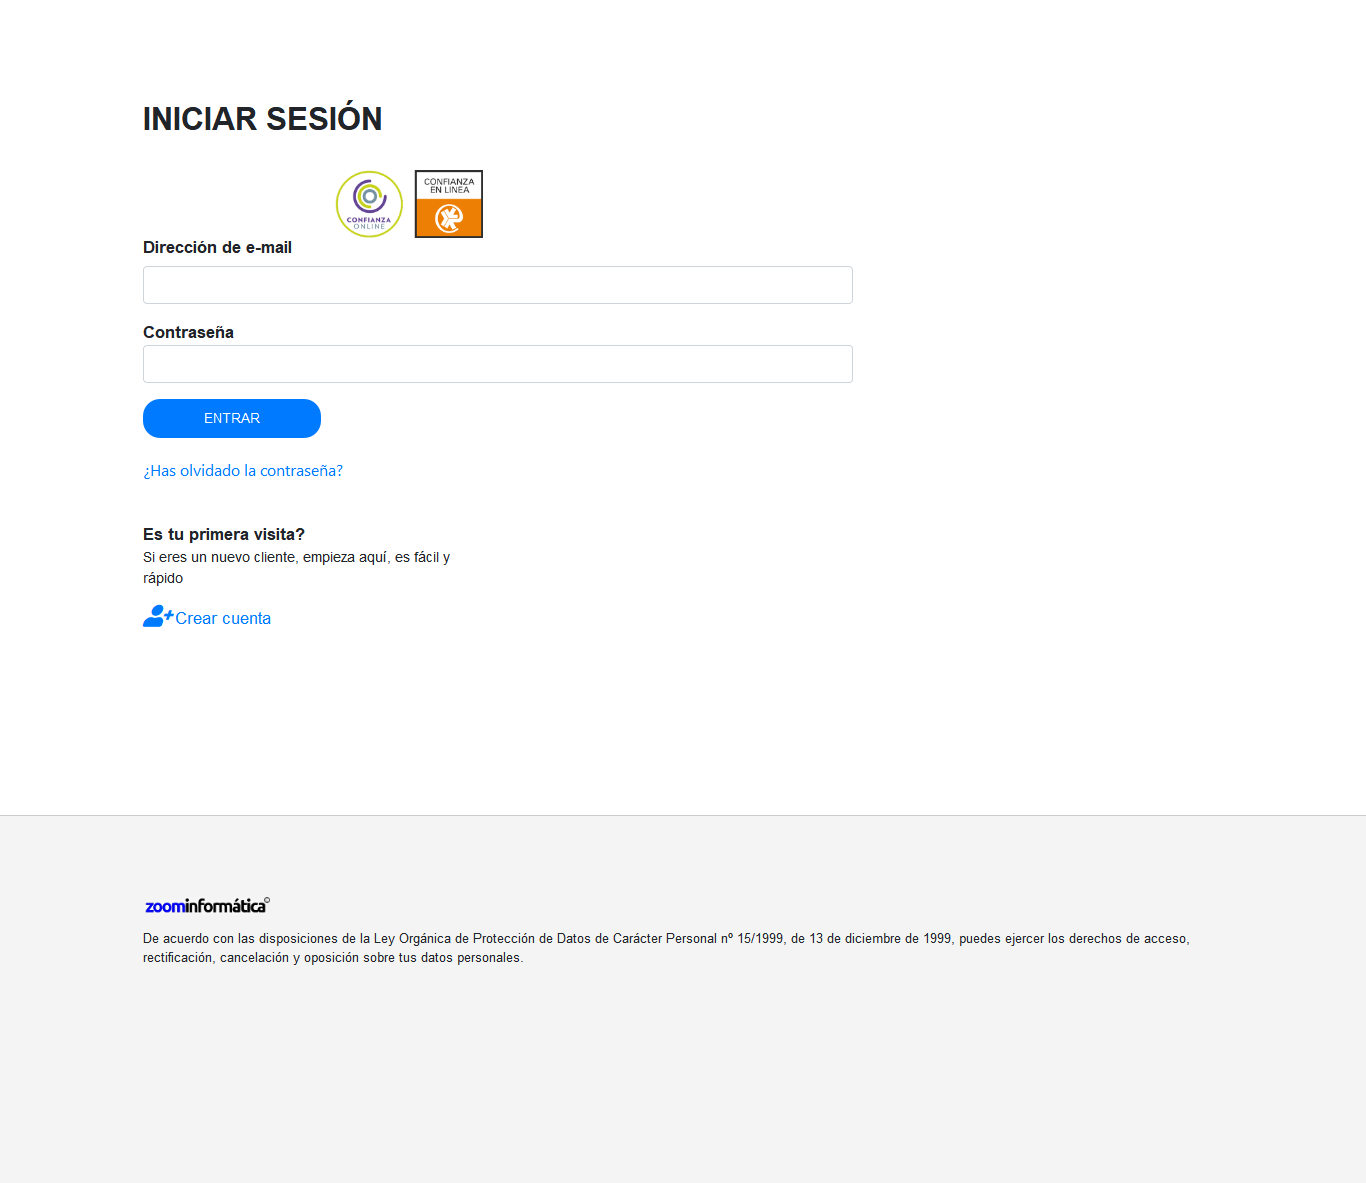 INICIAR SESIÓN
CONFIANZA
ONLINE
CONFIANZA
EN LINEA
Dirección de e-mail
Contraseña
ENTRAR
¿Has olvidado la contraseña?
Es tu primera visita?
Si eres un nuevo cliente, empieza aquí, es fácil y
rápido
Crear cuenta
zoominformática®
De acuerdo con las disposiciones de la Ley Orgánica de Protección de Datos de Carácter Personal nº 15/1999, de 13 de diciembre de 1999, puedes ejercer los derechos de acceso,
rectificación, cancelación y oposición sobre tus datos personales.